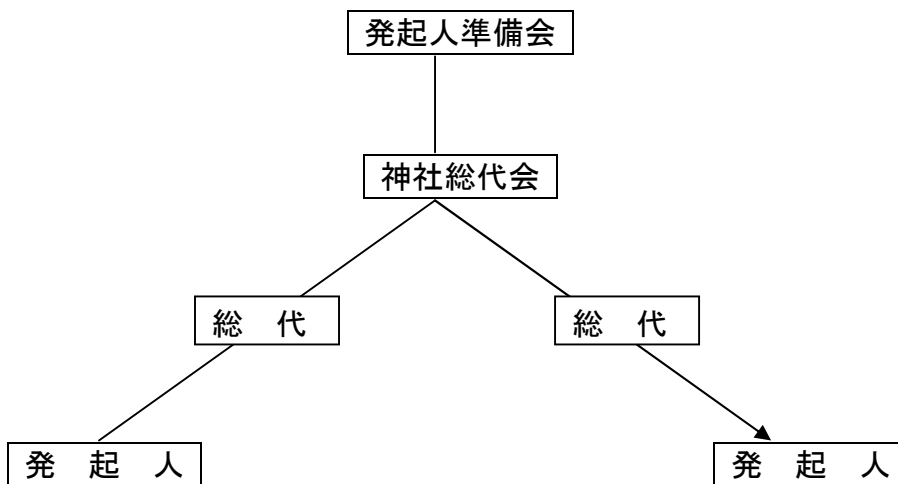 発起人準備会
神社総代会
総　代
総　代
発　起　人
発　起　人